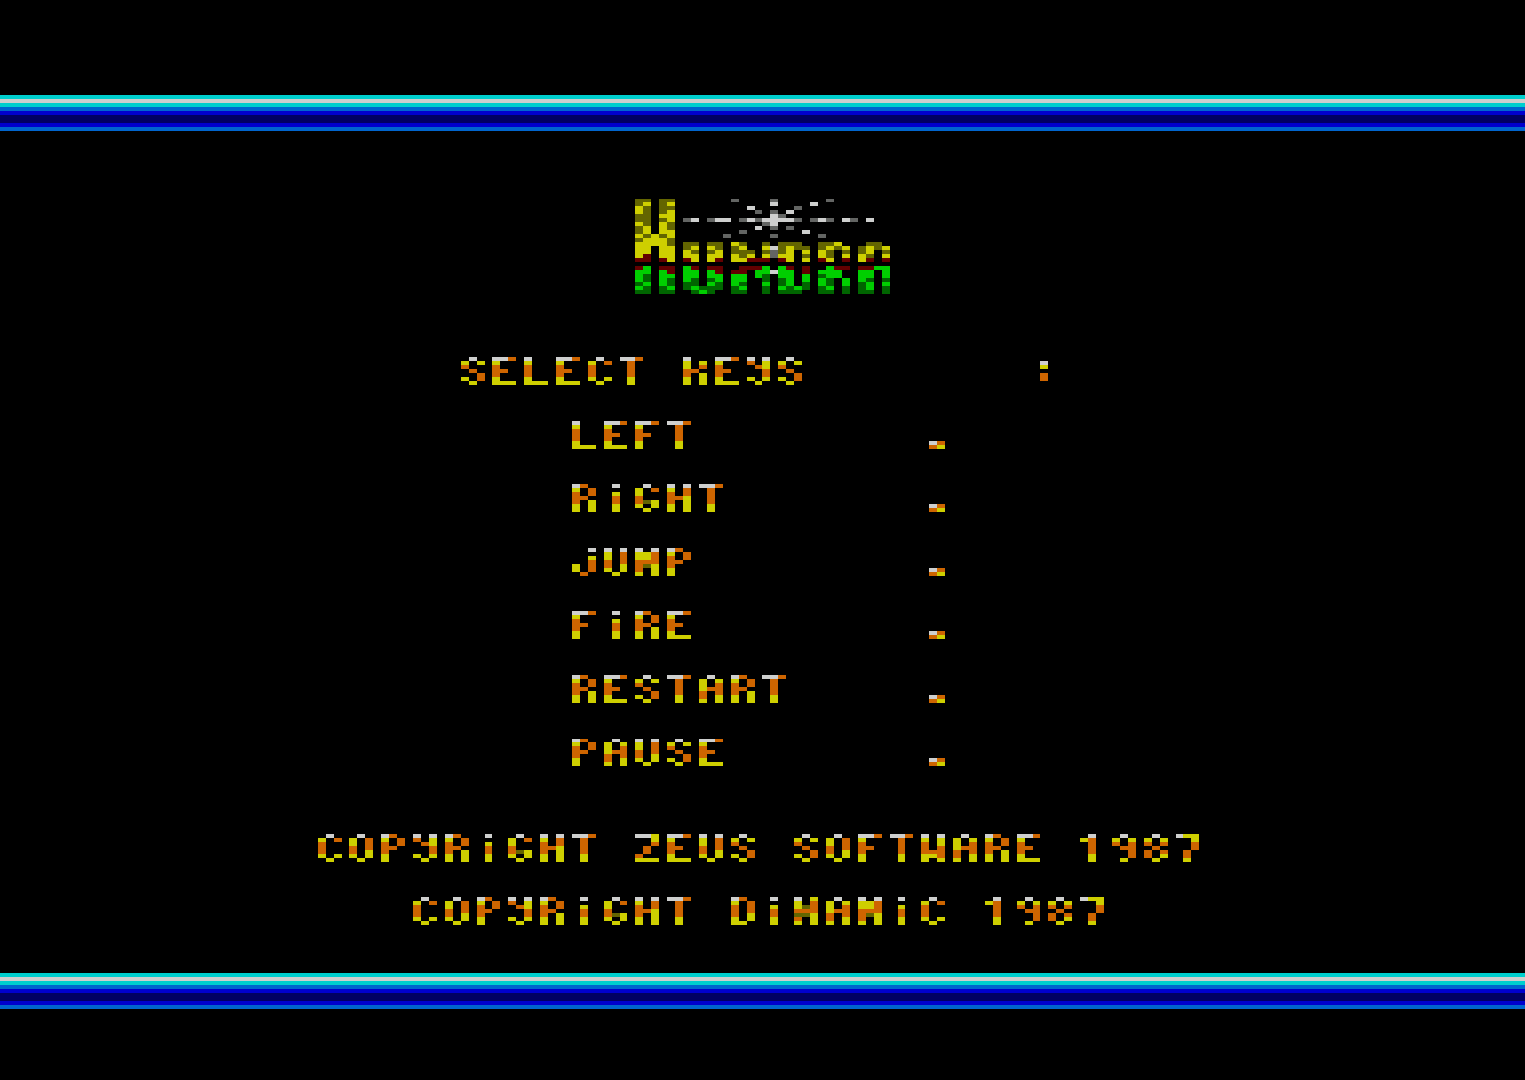 SELECT KEYS :
LEFT -
RIGHT -
JUMP -
FIRE -
RESTART -
PAUSE -
COPYRIGHT ZEUS SOFTWARE 1987
COPYRIGHT DINAMIC 1987